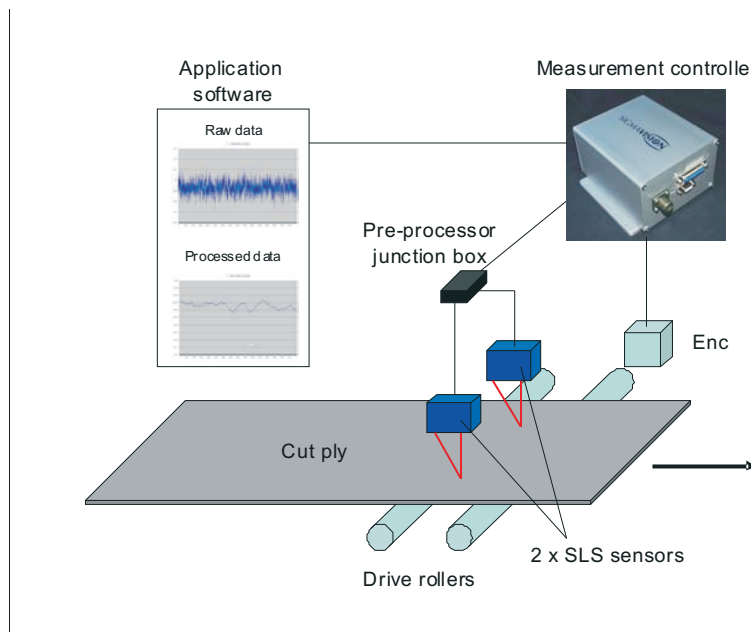 Application
software
Measurement controlle
Raw data
Pre-processor
junction box
Processed data
Enc
Cut ply
2 x SLS sensors
Drive rollers